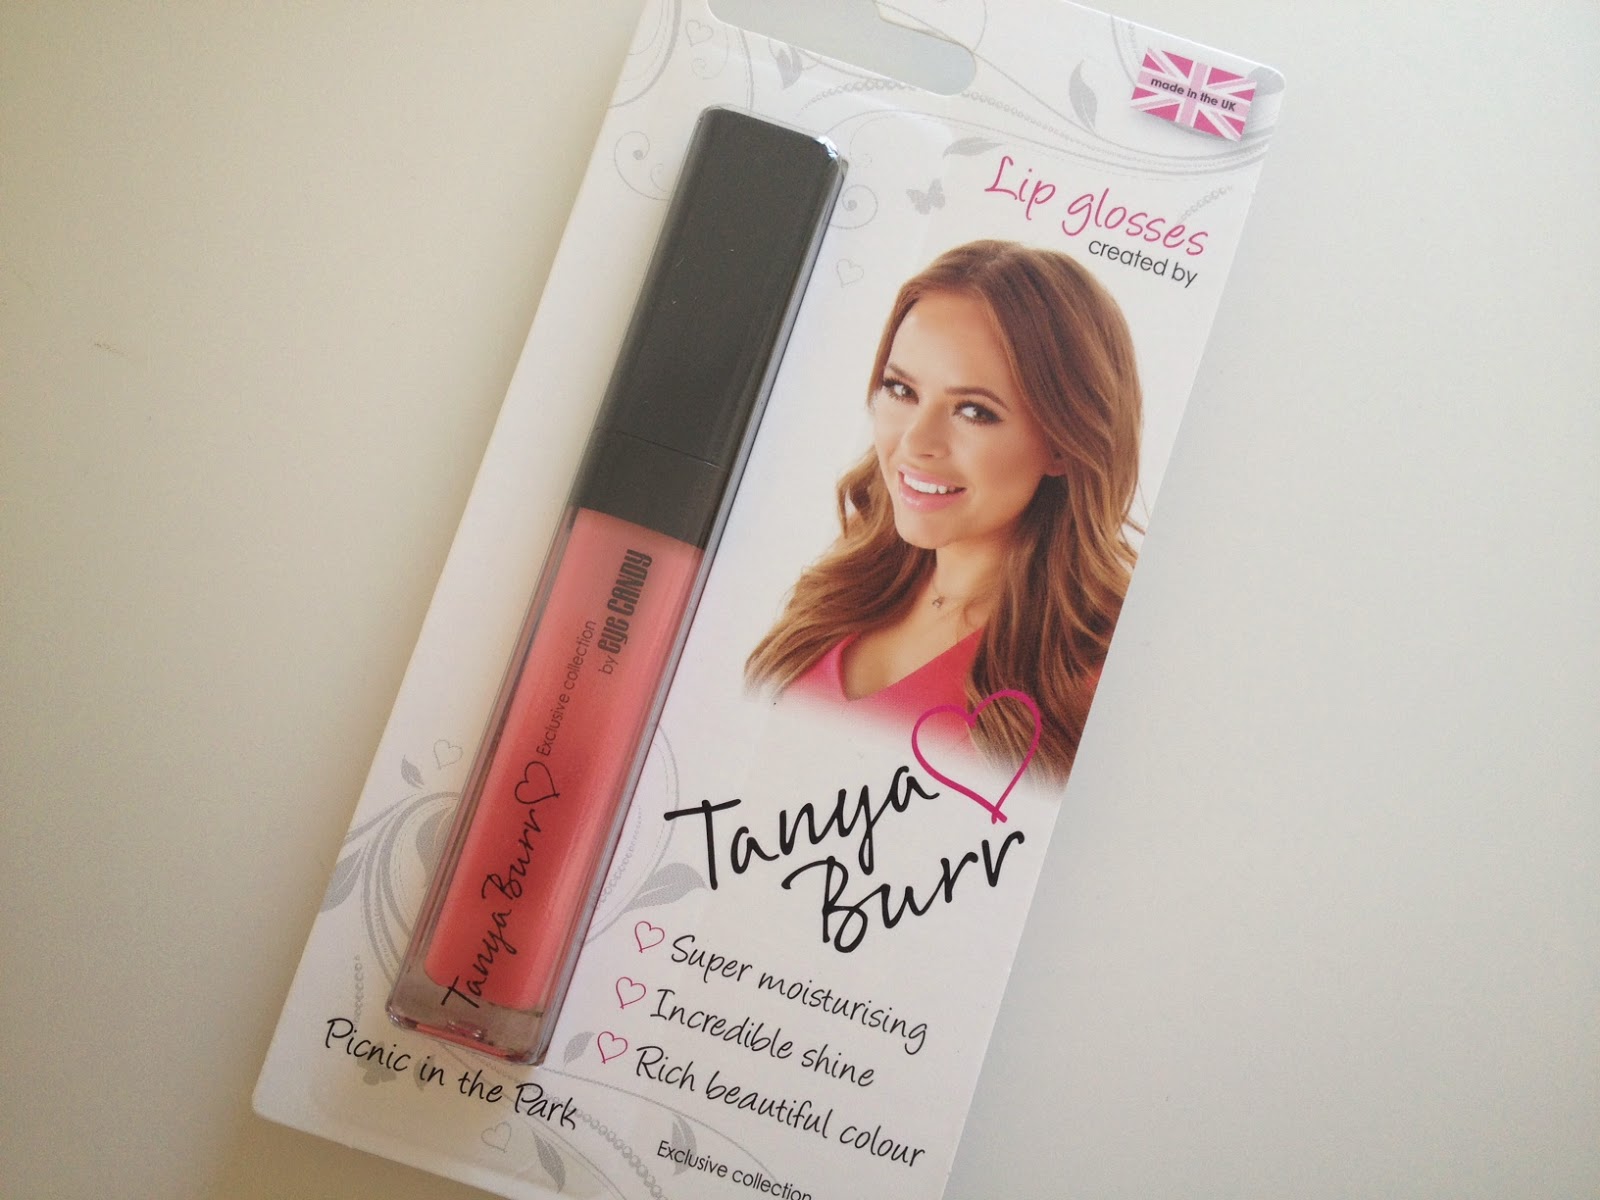 made in the UK
Lip glosses
created by
Tanya
Burr
Super moisturising
Incredible shine
Rich beautiful colour
Exclusive collection
Tanya Burr
Exclusive collection
by eye CANDY
Picnic in the Park